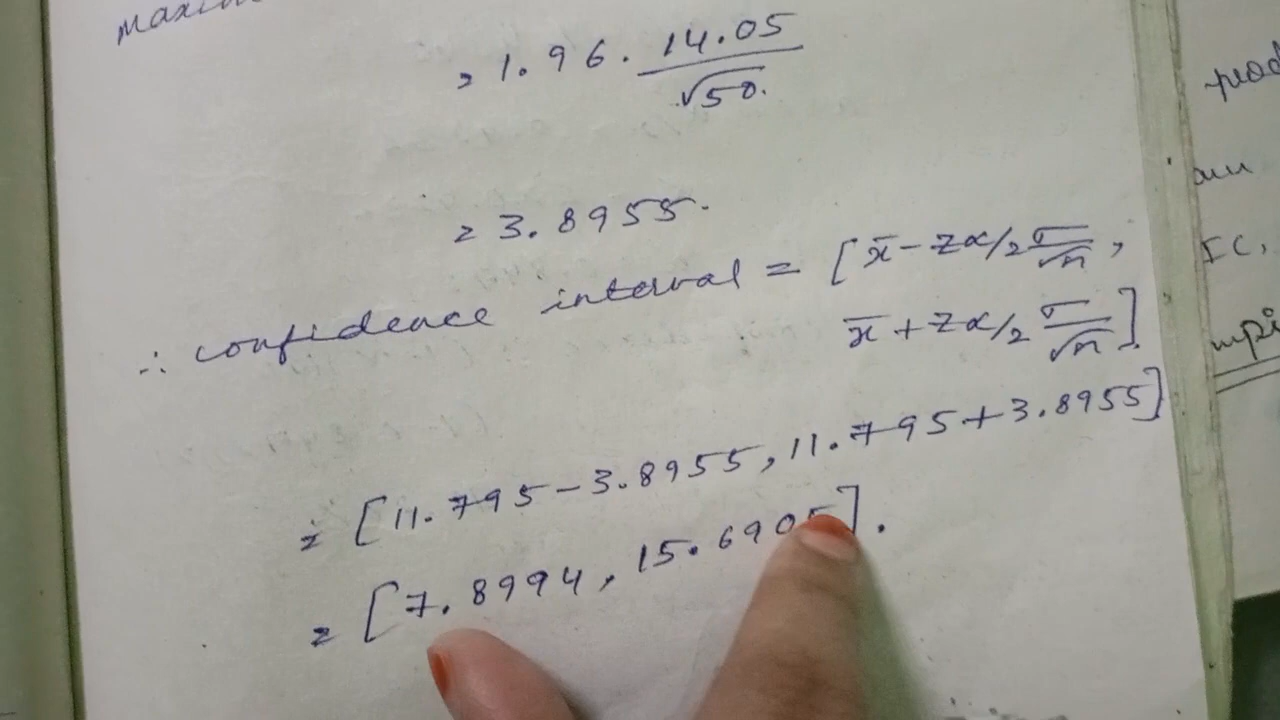 = 1.96 . 14.05/√50.
= 3.8955.
∴ confidence interval = [x̄ - zα/2 σ/√n,
x̄ + zα/2 σ/√n].
= [11.795 - 3.8955, 11.795 + 3.8955]
= [7.8994, 15.6905].